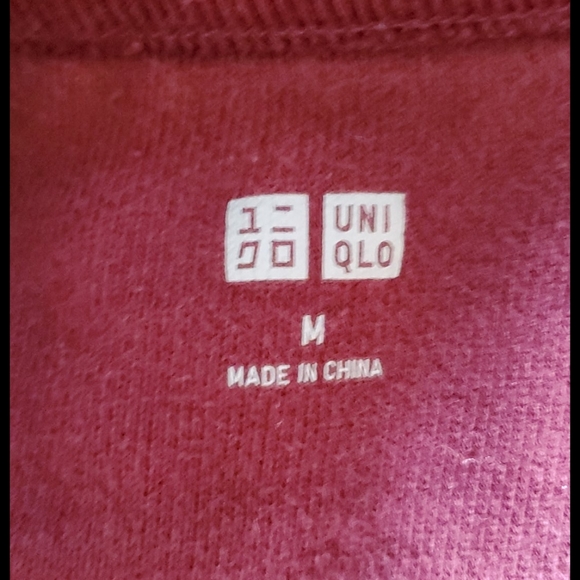 ユニ UNI
クロ QLO
M
MADE IN CHINA